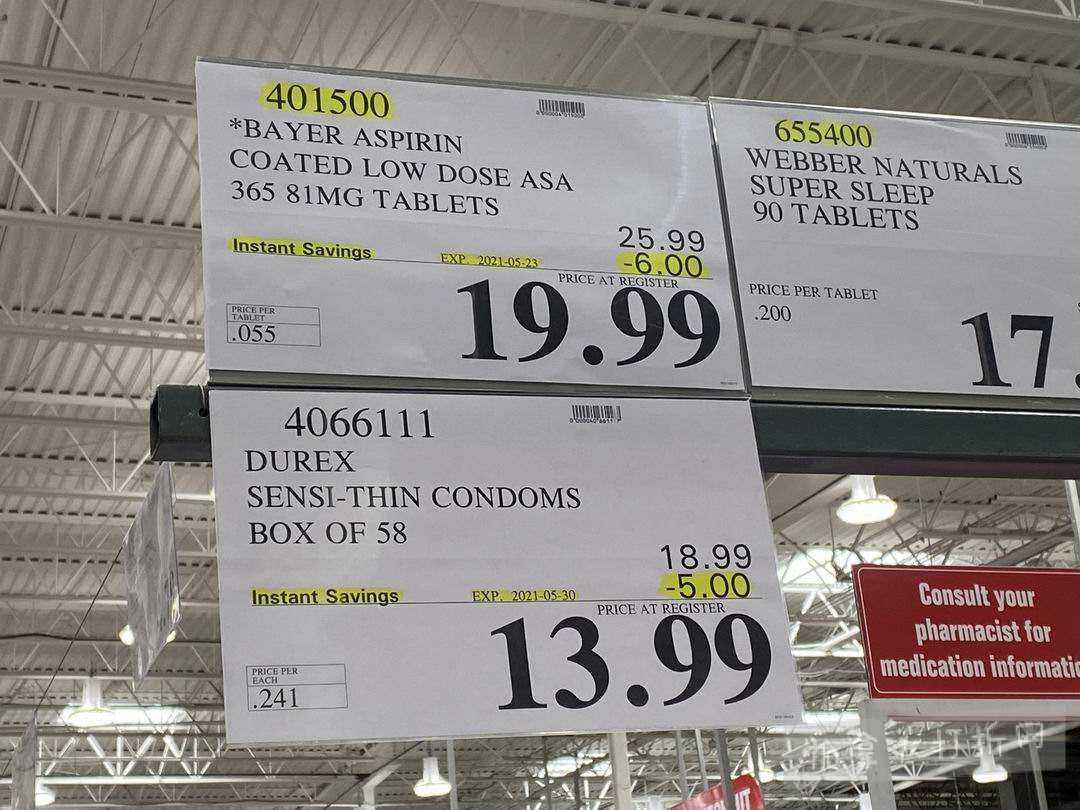 401500
*BAYER ASPIRIN
COATED LOW DOSE ASA
365 81MG TABLETS
25.99
Instant Savings EXP. 2021-05-23 -6.00
PRICE AT REGISTER
19.99
PRICE PER
TABLET
.055
655400
WEBBER NATURALS
SUPER SLEEP
90 TABLETS
PRICE PER TABLET
.200
17.
4066111
DUREX
SENSI-THIN CONDOMS
BOX OF 58
18.99
Instant Savings EXP. 2021-05-30 -5.00
PRICE AT REGISTER
13.99
PRICE PER
EACH
.241
Consult your
pharmacist for
medication informatio